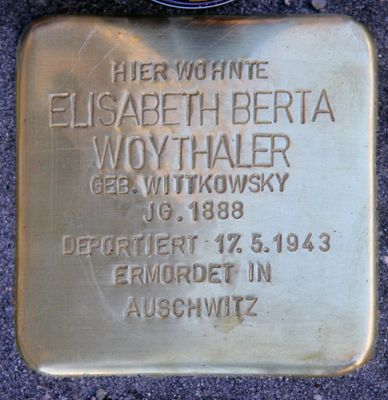 HIER WOHNTE
ELISABETH BERTA
WOYTHALER
GEB. WITTKOWSKY
JG. 1888
DEPORTIERT 17.5.1943
ERMORDET IN
AUSCHWITZ